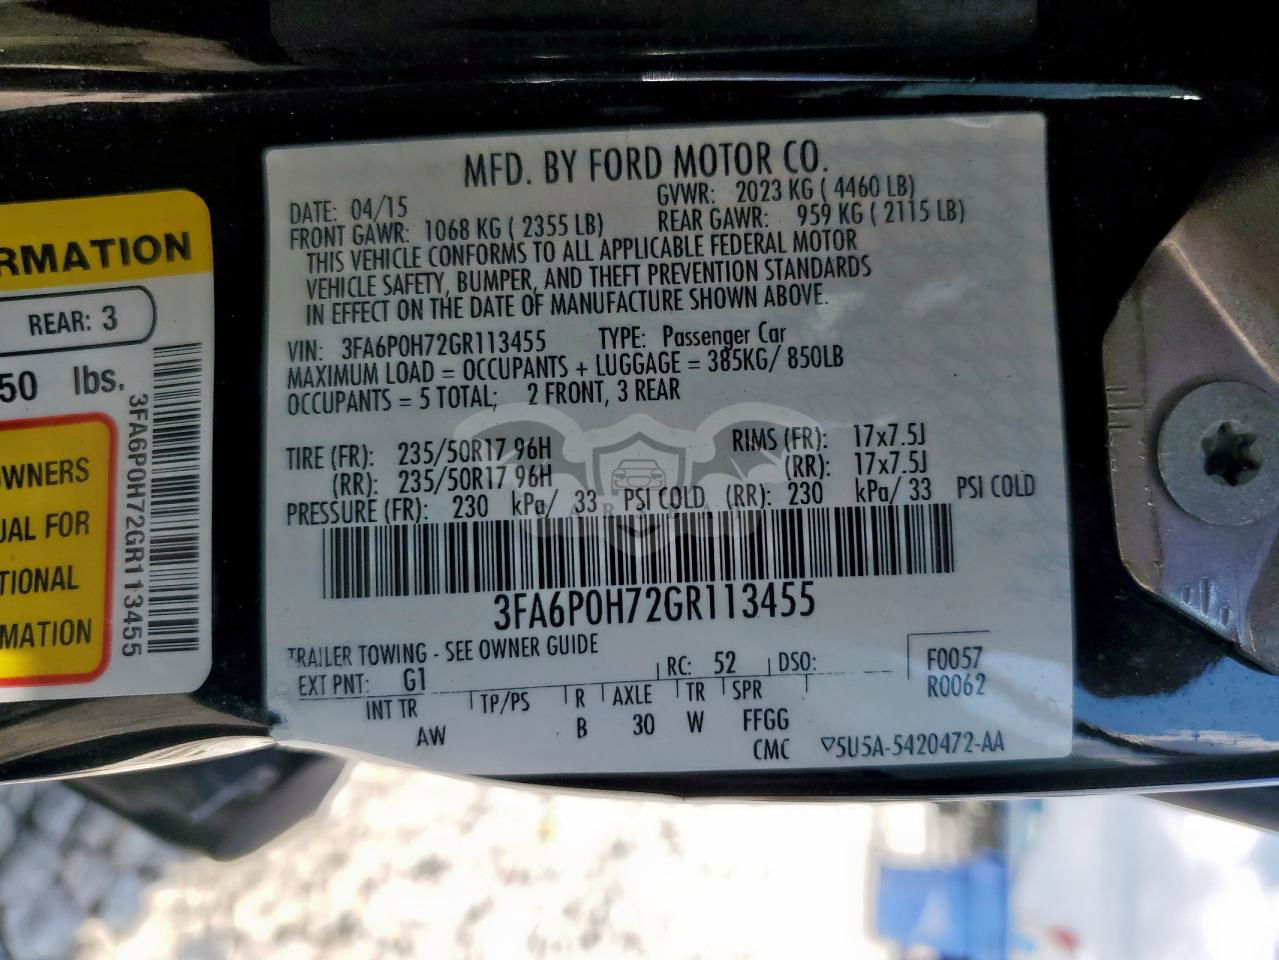 MFD. BY FORD MOTOR CO.
DATE: 04/15 GVWR: 2023 KG ( 4460 LB)
FRONT GAWR: 1068 KG ( 2355 LB) REAR GAWR: 959 KG ( 2115 LB)
THIS VEHICLE CONFORMS TO ALL APPLICABLE FEDERAL MOTOR
VEHICLE SAFETY, BUMPER, AND THEFT PREVENTION STANDARDS
IN EFFECT ON THE DATE OF MANUFACTURE SHOWN ABOVE.
VIN: 3FA6P0H72GR113455 TYPE: Passenger Car
MAXIMUM LOAD = OCCUPANTS + LUGGAGE = 385KG/ 850LB
OCCUPANTS = 5 TOTAL; 2 FRONT, 3 REAR
TIRE (FR): 235/50R17 96H RIMS (FR): 17x7.5J
(RR): 235/50R17 96H (RR): 17x7.5J
PRESSURE (FR): 230 kPa/ 33 PSI COLD (RR): 230 kPa/ 33 PSI COLD
3FA6P0H72GR113455
TRAILER TOWING - SEE OWNER GUIDE
EXT PNT: G1 RC: 52 DSO: F0057
R0062
INT TR TP/PS R AXLE TR SPR
AW B 30 W FFGG
CMC ▽5U5A-5420472-AA
RMATION
REAR: 3
50 lbs.
WNERS
UAL FOR
TIONAL
MATION
3FA6P0H72GR113455